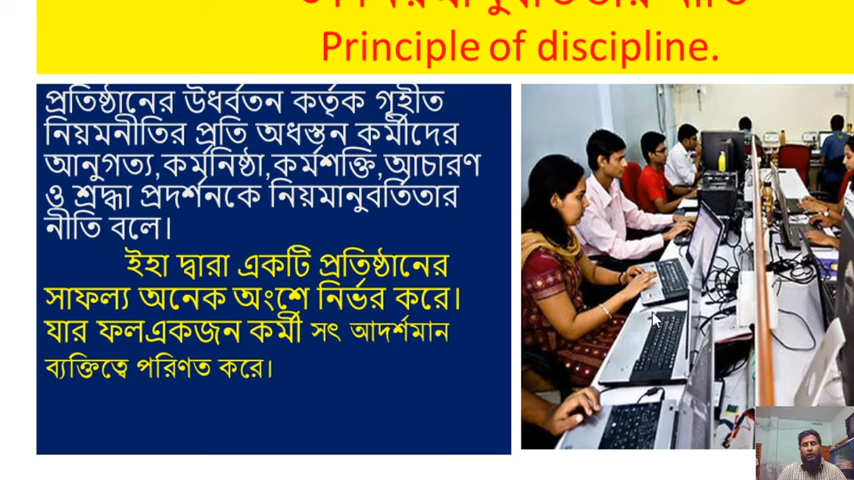 Principle of discipline.
প্রতিষ্ঠানের উধর্বতন কর্তৃক গৃহীত
নিয়মনীতির প্রতি অধস্তন কর্মীদের
আনুগত্য,কর্মনিষ্ঠা,কর্মশক্তি,আচারণ
ও শ্রদ্ধা প্রদর্শনকে নিয়মানুবর্তিতার
নীতি বলে।
ইহা দ্বারা একটি প্রতিষ্ঠানের
সাফল্য অনেক অংশে নির্ভর করে।
যার ফলএকজন কর্মী সৎ আদর্শমান
ব্যক্তিত্বে পরিণত করে।